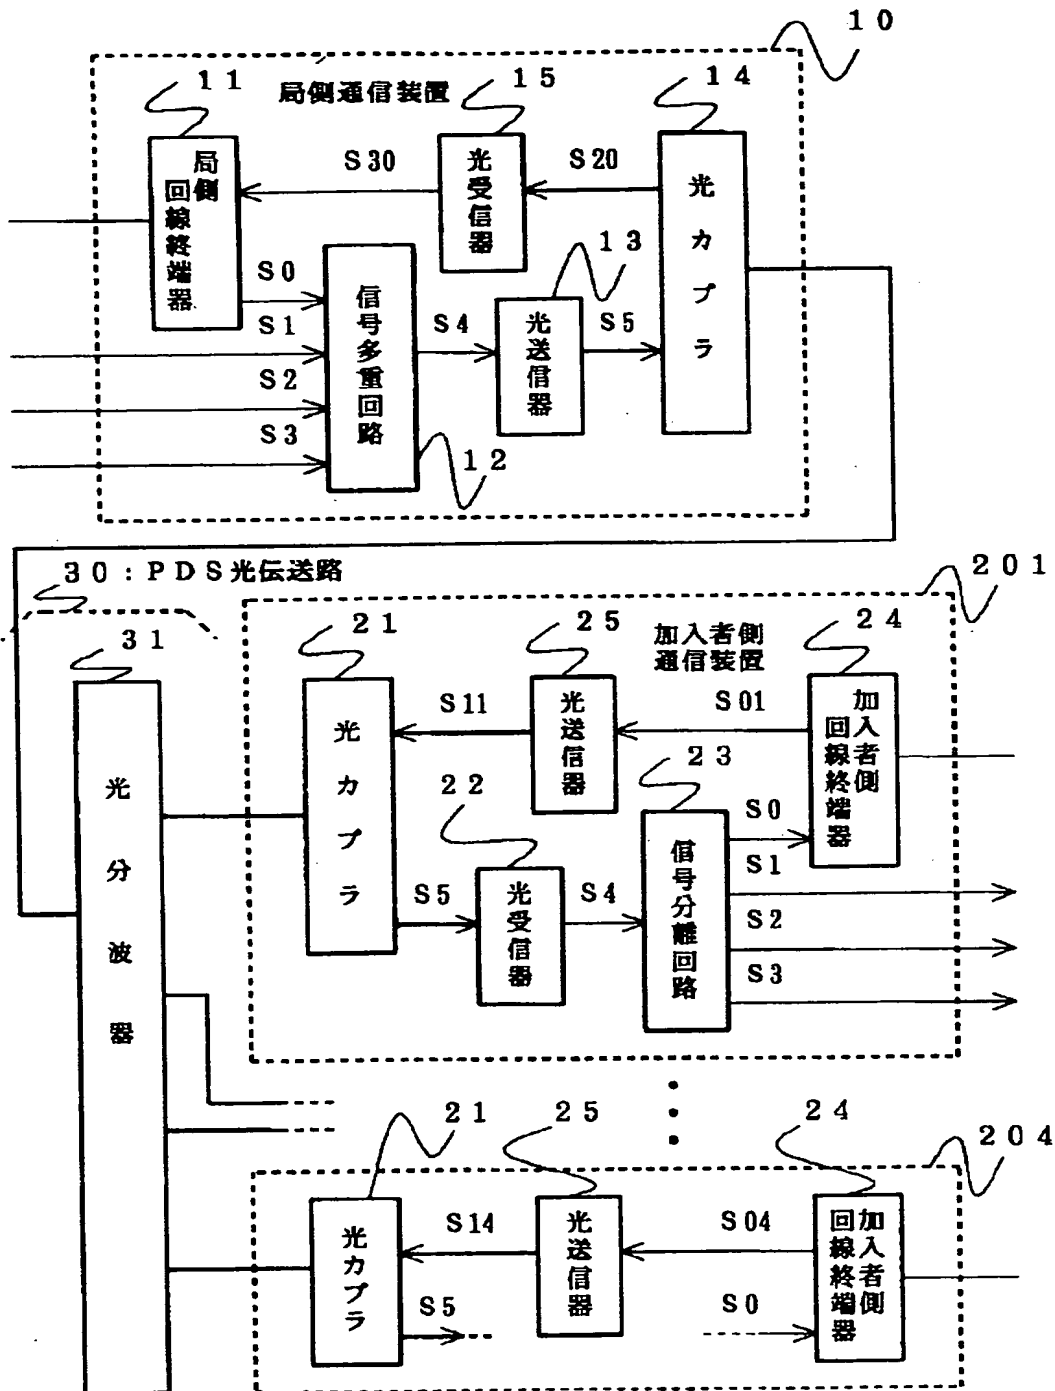 10
11
局側通信装置
15
14
局側
回線終端器
S30
光受信器
S20
光カプラ
13
S0
信号多重回路
S4
光送信器
S5
S1
S2
S3
12
30:PDS光伝送路
201
31
21
25
加入者側
通信装置
24
光分波器
光カプラ
S11
光送信器
S01
加入者側
回線終端器
22
23
S0
信号分離回路
S1
S5
光受信器
S4
S2
S3
21
25
24
204
光カプラ
S14
光送信器
S04
加入者側
回線終端器
S5
S0